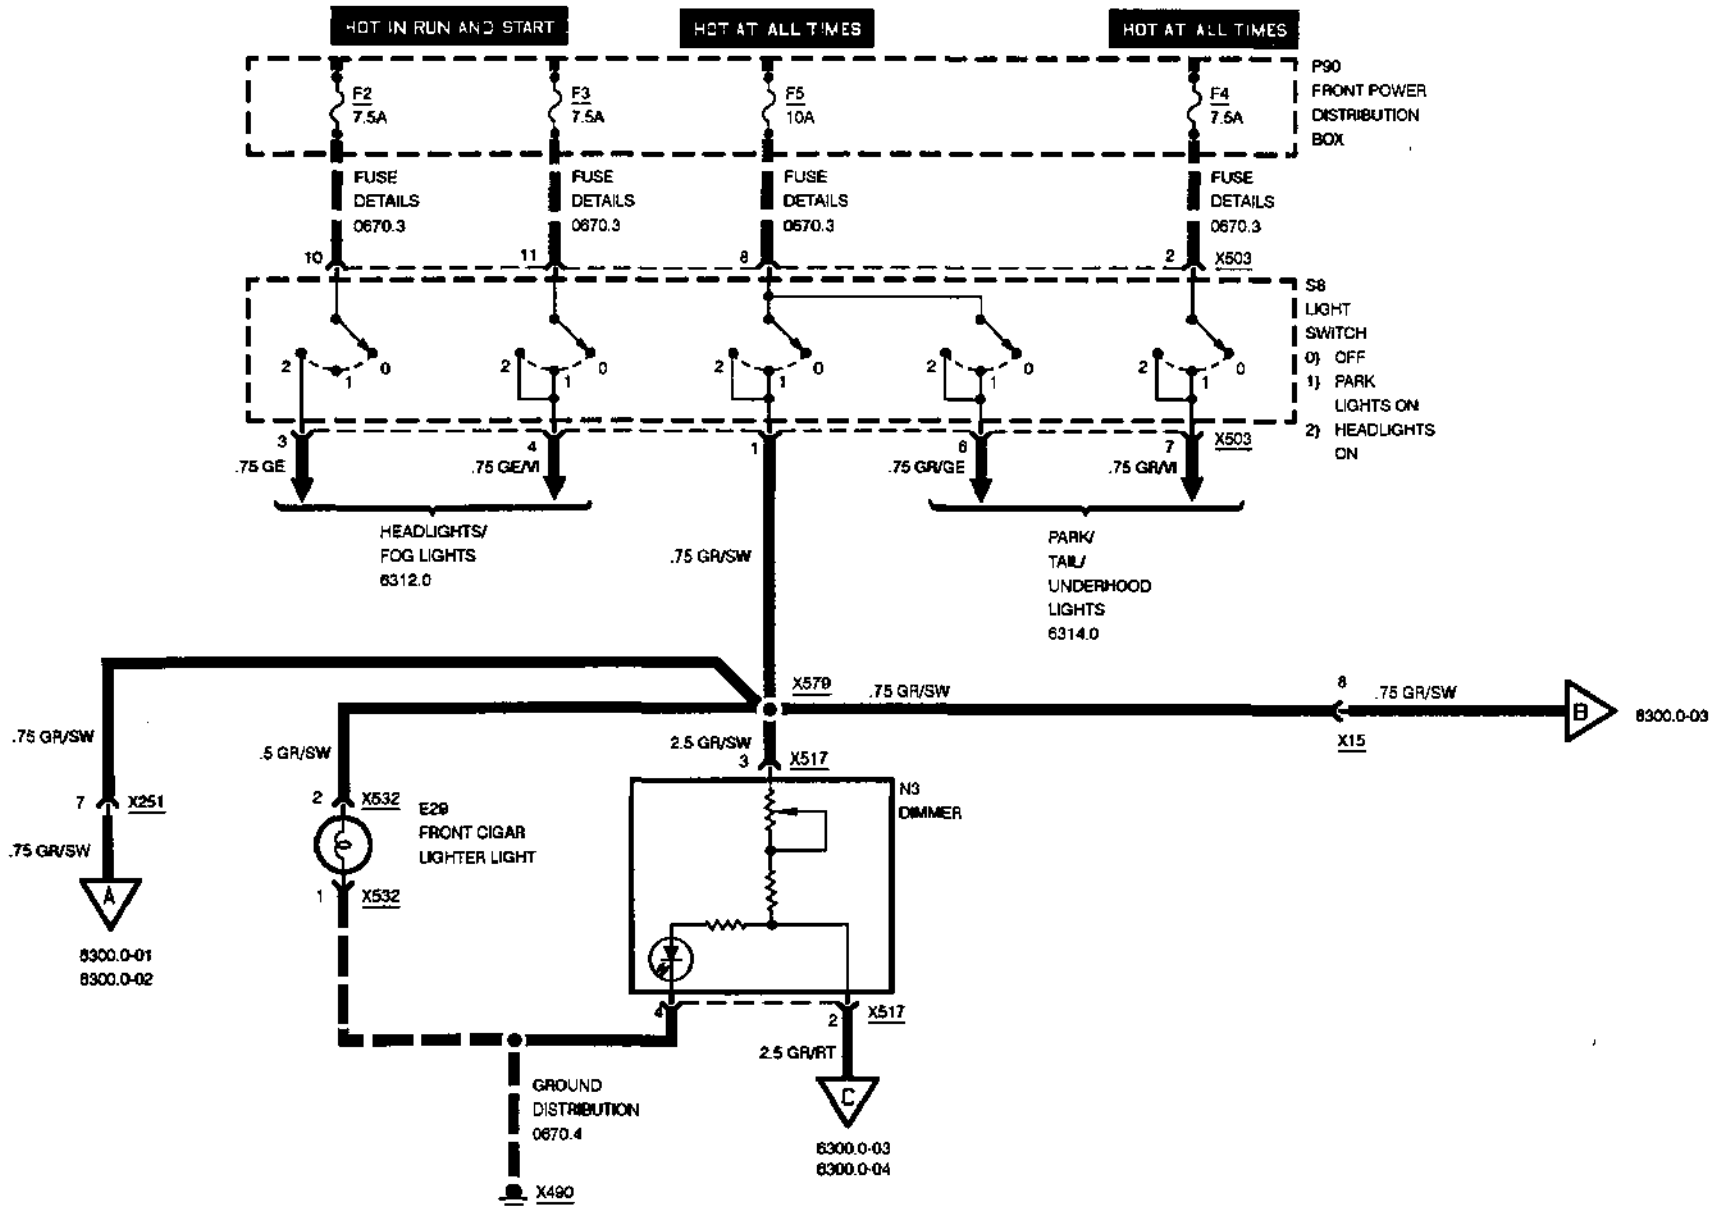 HOT IN RUN AND START
HOT AT ALL TIMES
HOT AT ALL TIMES
F2
7.5A
F3
7.5A
F5
10A
F4
7.5A
P90
FRONT POWER
DISTRIBUTION
BOX
FUSE
DETAILS
0670.3
FUSE
DETAILS
0670.3
FUSE
DETAILS
0670.3
FUSE
DETAILS
0670.3
10
11
8
2
X503
2
1
0
2
1
0
2
1
0
2
1
0
2
1
0
S8
LIGHT
SWITCH
0) OFF
1) PARK
LIGHTS ON
2) HEADLIGHTS
ON
3
4
1
6
7
X503
.75 GE
.75 GE/VI
.75 GR/GE
.75 GR/VI
HEADLIGHTS/
FOG LIGHTS
6312.0
.75 GR/SW
PARK/
TAIL/
UNDERHOOD
LIGHTS
6314.0
X579
.75 GR/SW
8
.75 GR/SW
B
6300.0-03
X15
.75 GR/SW
.5 GR/SW
2.5 GR/SW
3
X517
7
X251
2
X532
E29
FRONT CIGAR
LIGHTER LIGHT
N3
DIMMER
.75 GR/SW
A
1
X532
6300.0-01
6300.0-02
4
2
X517
2.5 GR/RT
C
GROUND
DISTRIBUTION
0670.4
6300.0-03
6300.0-04
X490